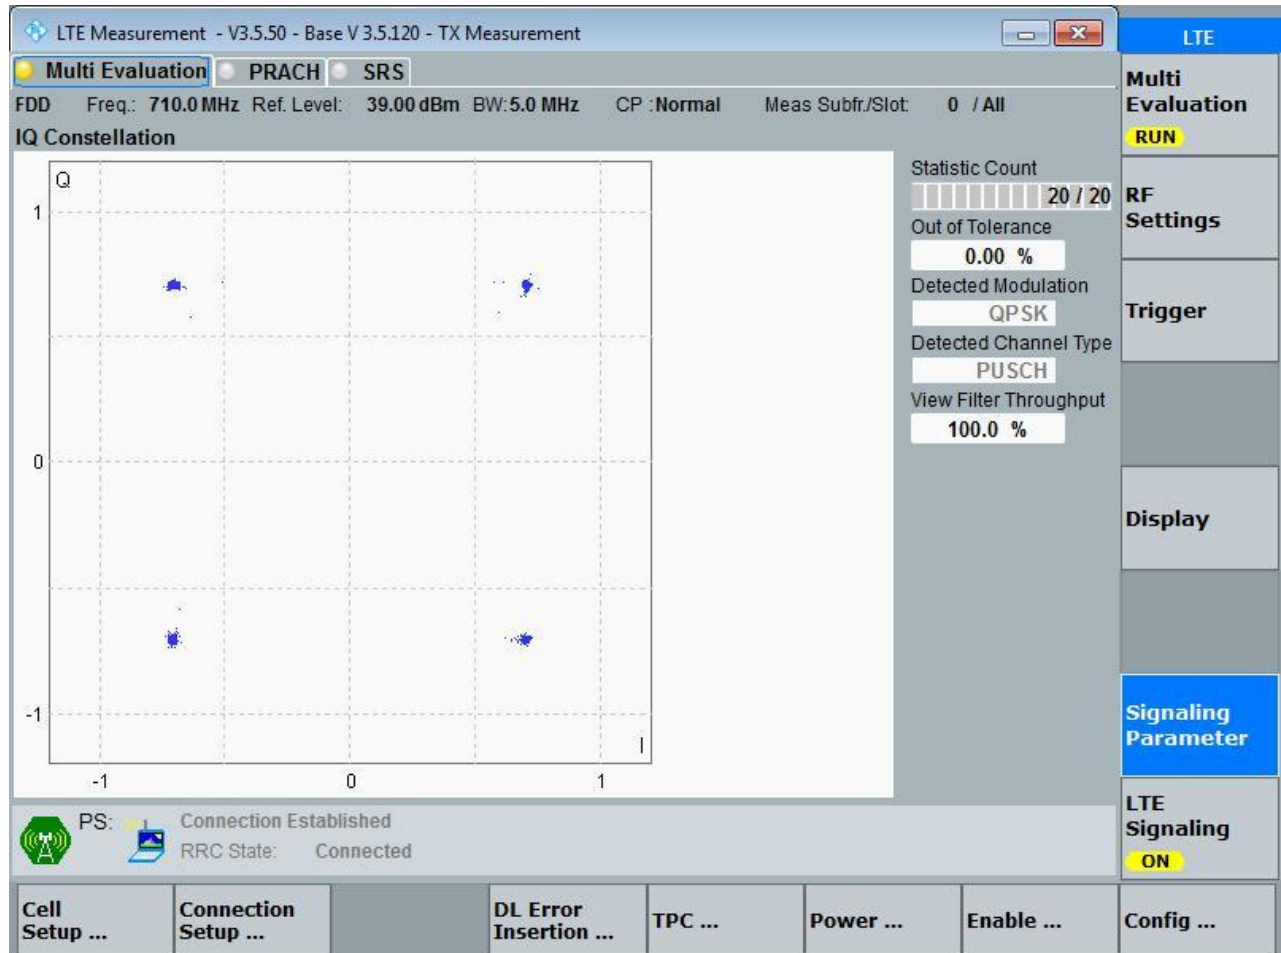 LTE Measurement - V3.5.50 - Base V 3.5.120 - TX Measurement
LTE
Multi Evaluation PRACH SRS
FDD Freq.: 710.0 MHz Ref. Level: 39.00 dBm BW: 5.0 MHz CP : Normal Meas Subfr./Slot: 0 / All
IQ Constellation
Q
1
0
-1
I
-1 0 1
Statistic Count
20 / 20
Out of Tolerance
0.00 %
Detected Modulation
QPSK
Detected Channel Type
PUSCH
View Filter Throughput
100.0 %
Multi
Evaluation
RUN
RF
Settings
Trigger
Display
Signaling
Parameter
LTE
Signaling
ON
PS: Connection Established
RRC State: Connected
Cell
Setup ...
Connection
Setup ...
DL Error
Insertion ...
TPC ...
Power ...
Enable ...
Config ...